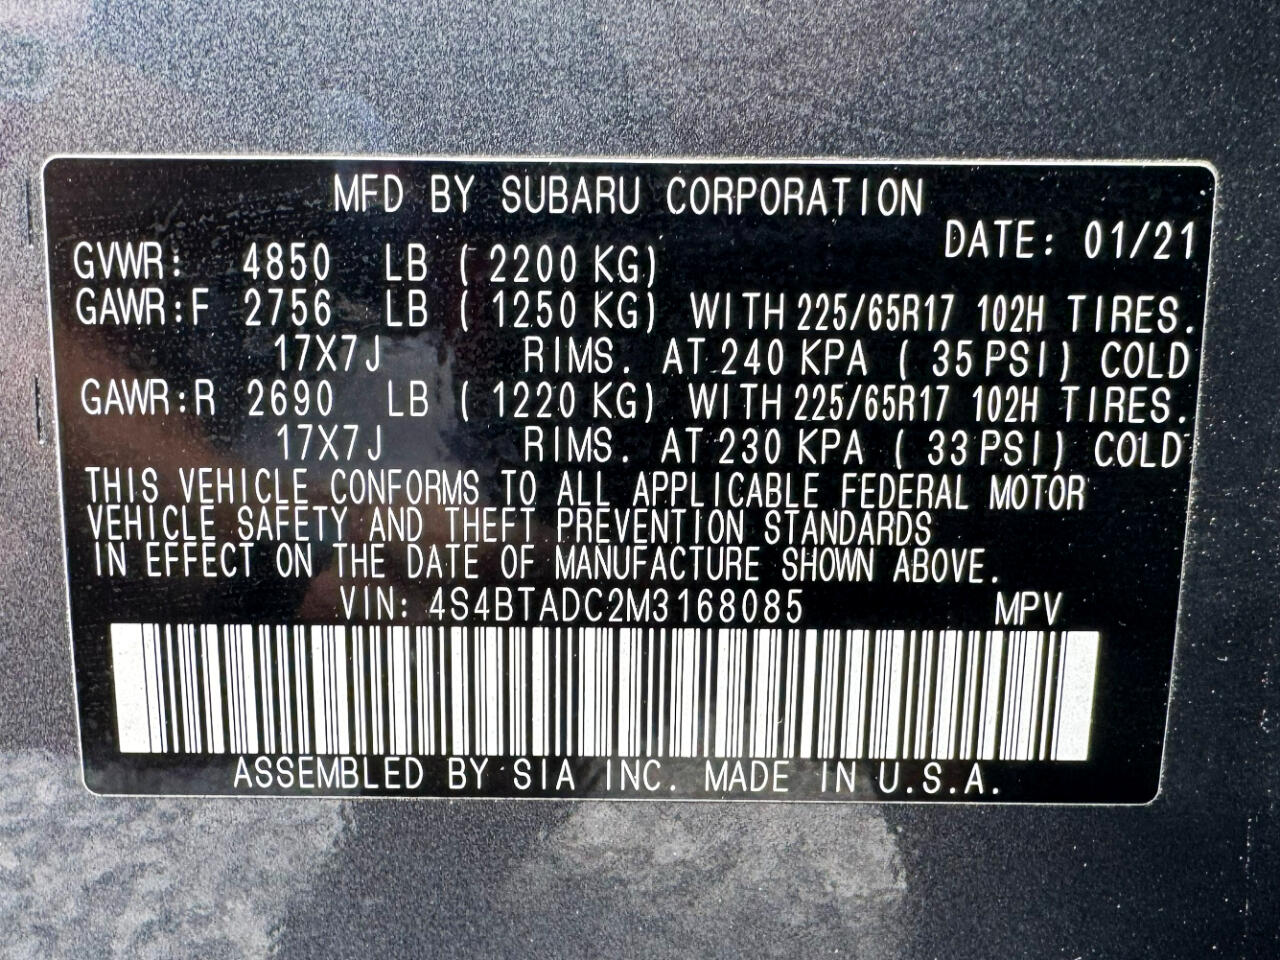 MFD BY SUBARU CORPORATION
DATE: 01/21
GVWR: 4850 LB ( 2200 KG)
GAWR:F 2756 LB ( 1250 KG) WITH 225/65R17 102H TIRES.
17X7J RIMS. AT 240 KPA ( 35 PSI) COLD
GAWR:R 2690 LB ( 1220 KG) WITH 225/65R17 102H TIRES.
17X7J RIMS. AT 230 KPA ( 33 PSI) COLD
THIS VEHICLE CONFORMS TO ALL APPLICABLE FEDERAL MOTOR
VEHICLE SAFETY AND THEFT PREVENTION STANDARDS
IN EFFECT ON THE DATE OF MANUFACTURE SHOWN ABOVE.
VIN: 4S4BTADC2M3168085 MPV
ASSEMBLED BY SIA INC. MADE IN U.S.A.